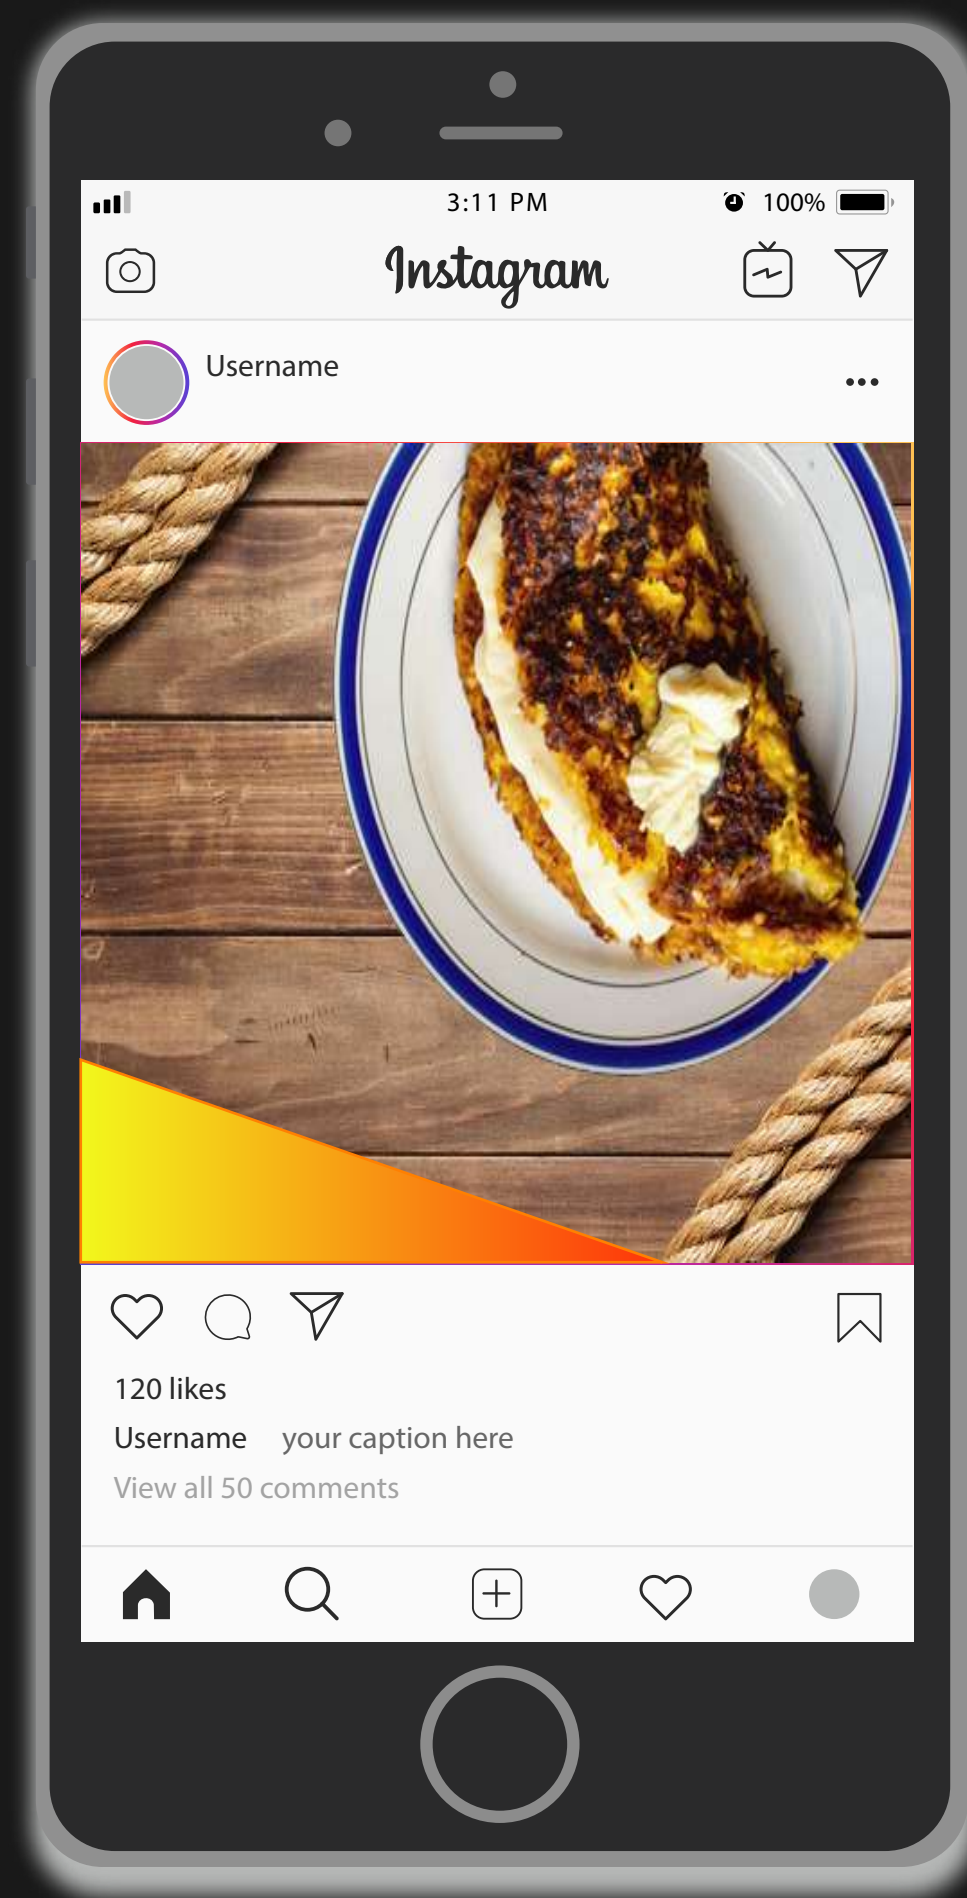 3:11 PM
100%
Instagram
Username
120 likes
Username your caption here
View all 50 comments